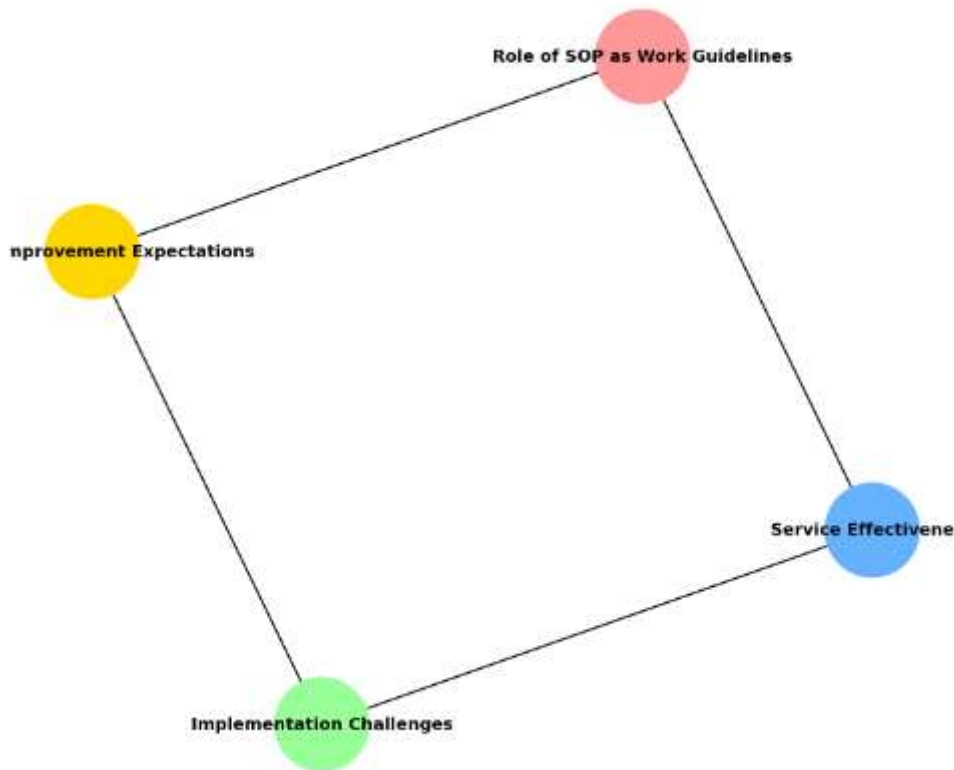 Role of SOP as Work Guidelines
nprovement Expectations
Service Effectivene
Implementation Challenges